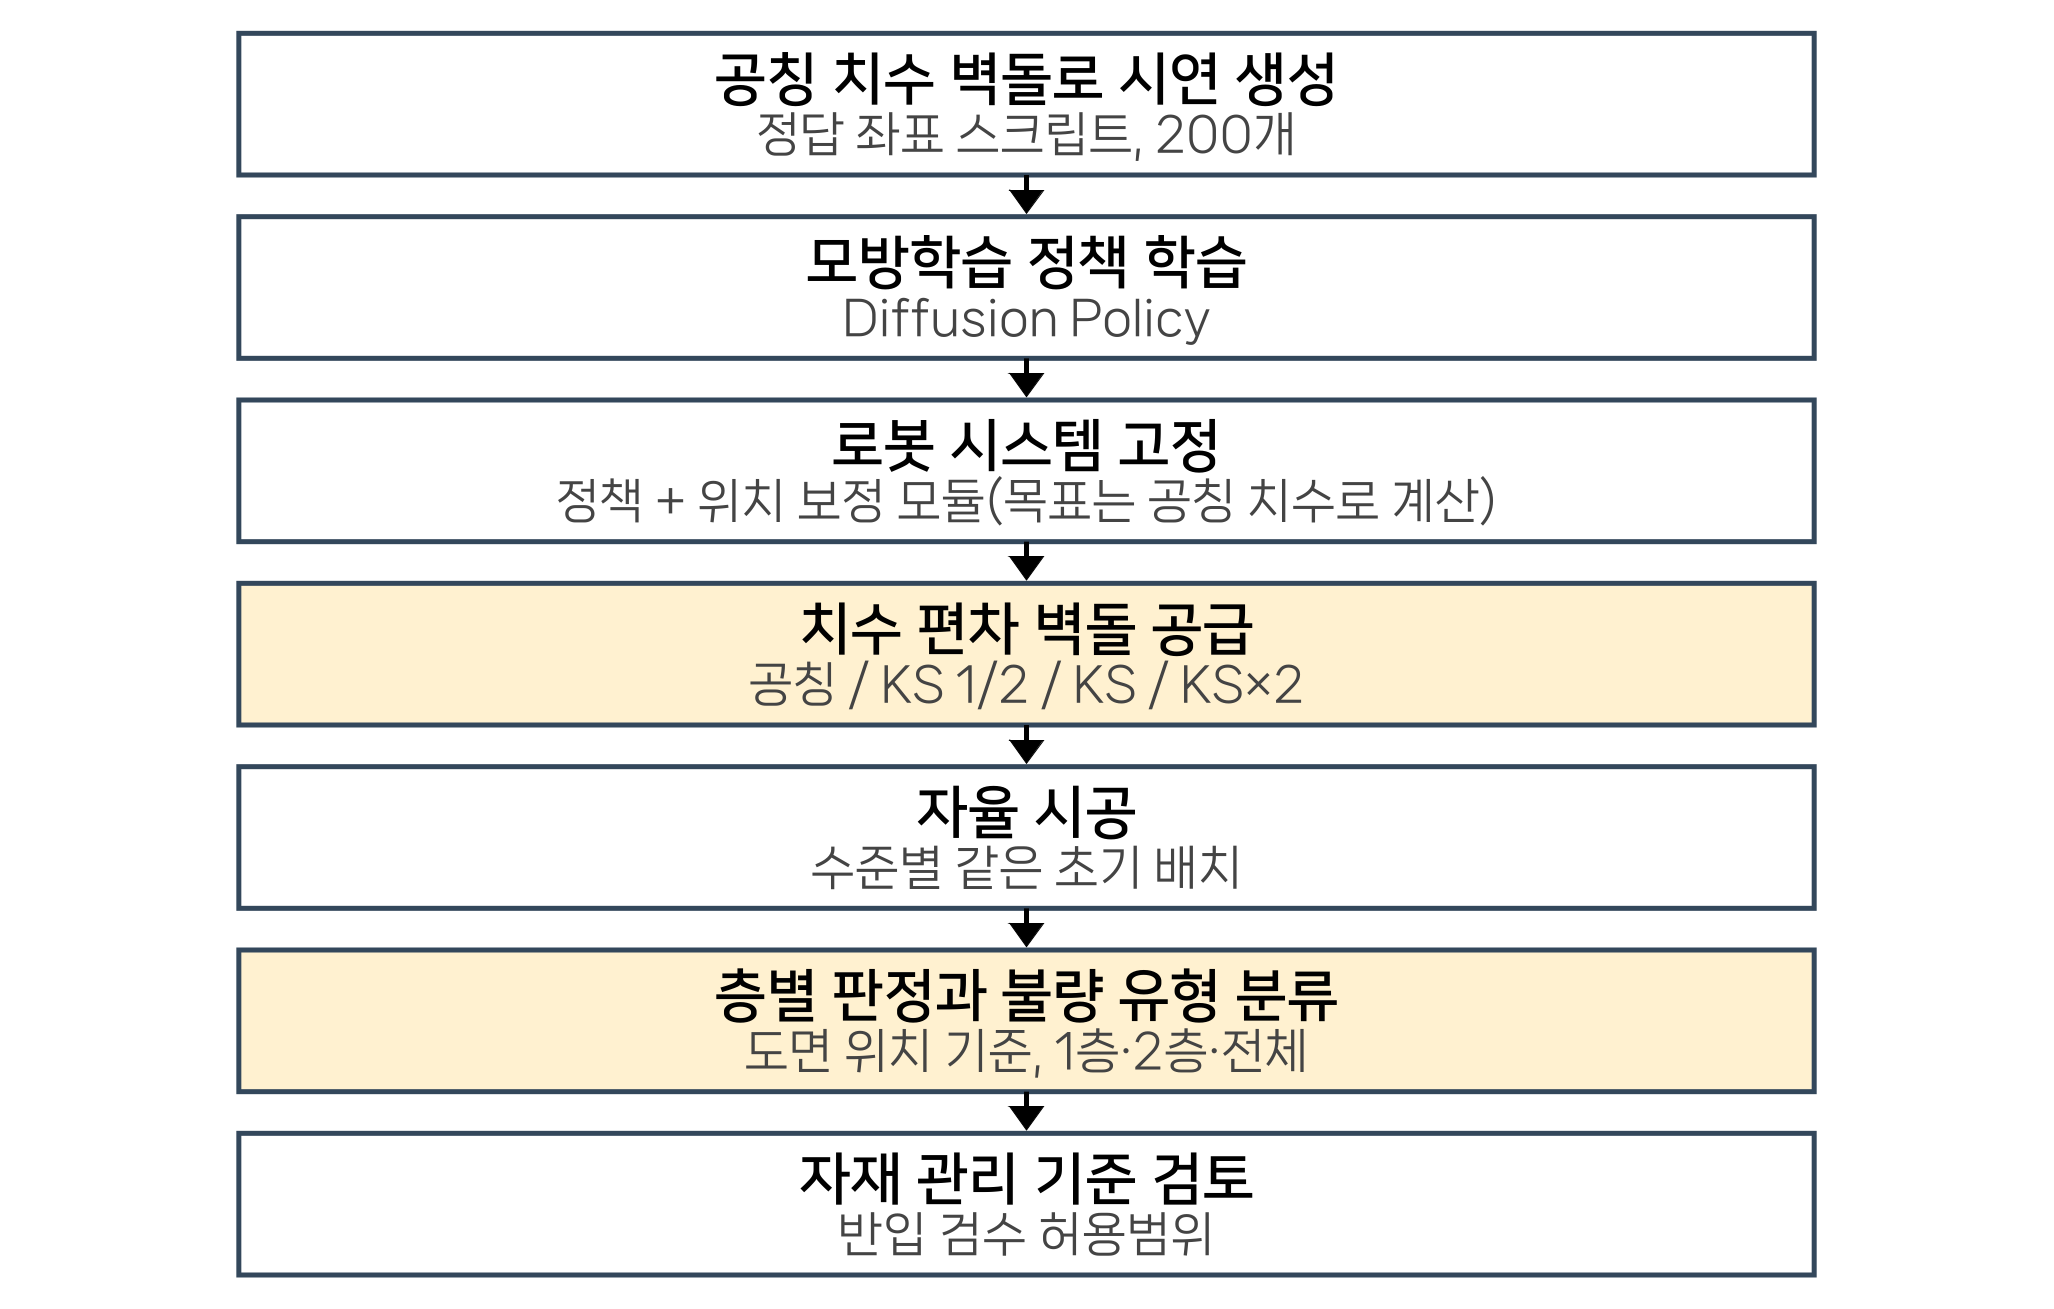 공칭 치수 벽돌로 시연 생성
정답 좌표 스크립트, 200개
모방학습 정책 학습
Diffusion Policy
로봇 시스템 고정
정책 + 위치 보정 모듈(목표는 공칭 치수로 계산)
치수 편차 벽돌 공급
공칭 / KS 1/2 / KS / KS×2
자율 시공
수준별 같은 초기 배치
층별 판정과 불량 유형 분류
도면 위치 기준, 1층·2층·전체
자재 관리 기준 검토
반입 검수 허용범위